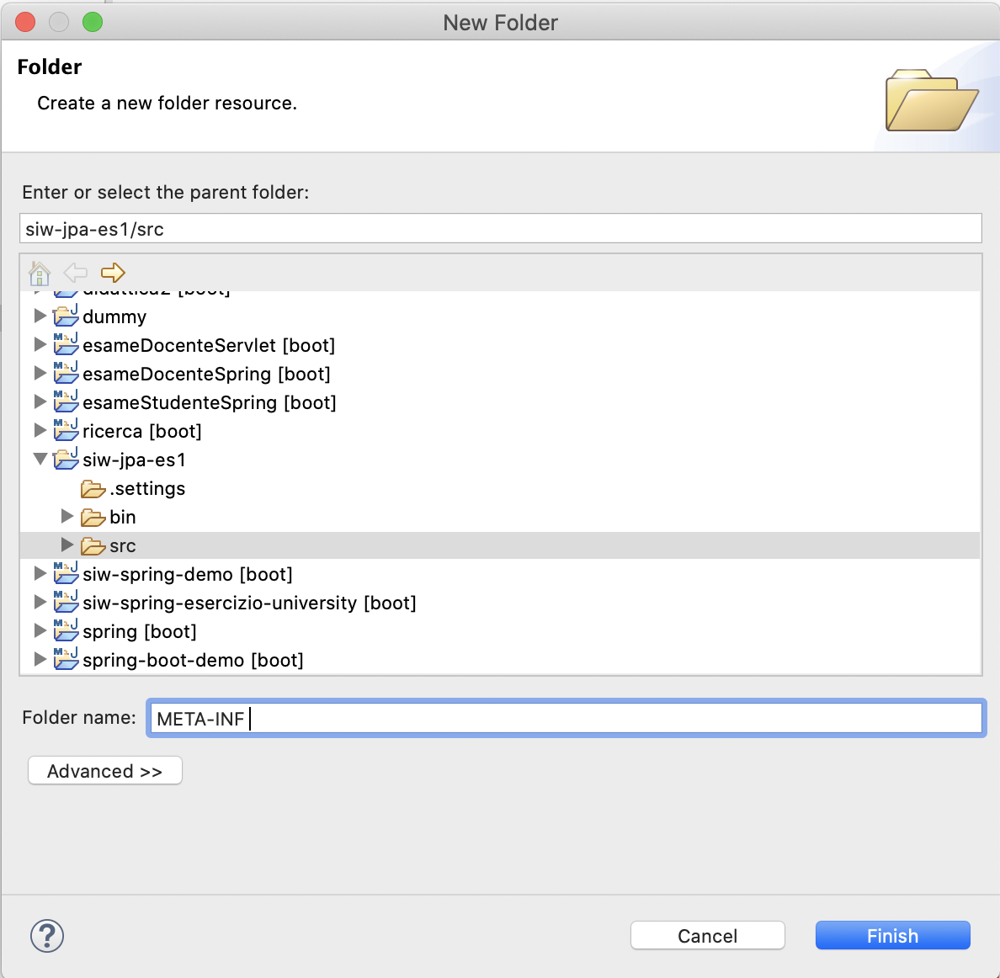 New Folder
Folder
Create a new folder resource.
Enter or select the parent folder:
siw-jpa-es1/src
didattica2 [boot]
dummy
esameDocenteServlet [boot]
esameDocenteSpring [boot]
esameStudenteSpring [boot]
ricerca [boot]
siw-jpa-es1
.settings
bin
src
siw-spring-demo [boot]
siw-spring-esercizio-university [boot]
spring [boot]
spring-boot-demo [boot]
Folder name: META-INF
Advanced >>
Cancel Finish